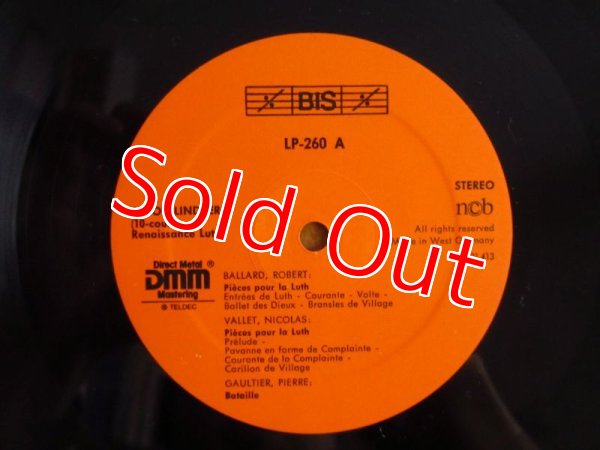 BIS
LP-260 A
STEREO
ncb
(10-
Renaissance Lut
All rights reserved
West Germany
413
Direct Metal ®
DMM
Mastering
® TELDEC
BALLARD, ROBERT:
Pièces pour la Luth
Entrées de Luth - Courante - Volte -
Ballet des Dieux - Bransles de Village
VALLET, NICOLAS:
Pièces pour la Luth
Prélude -
Pavanne en forme de Complainte -
Courante de la Complainte -
Carillon de Village
GAULTIER, PIERRE:
Bataille
Sold Out